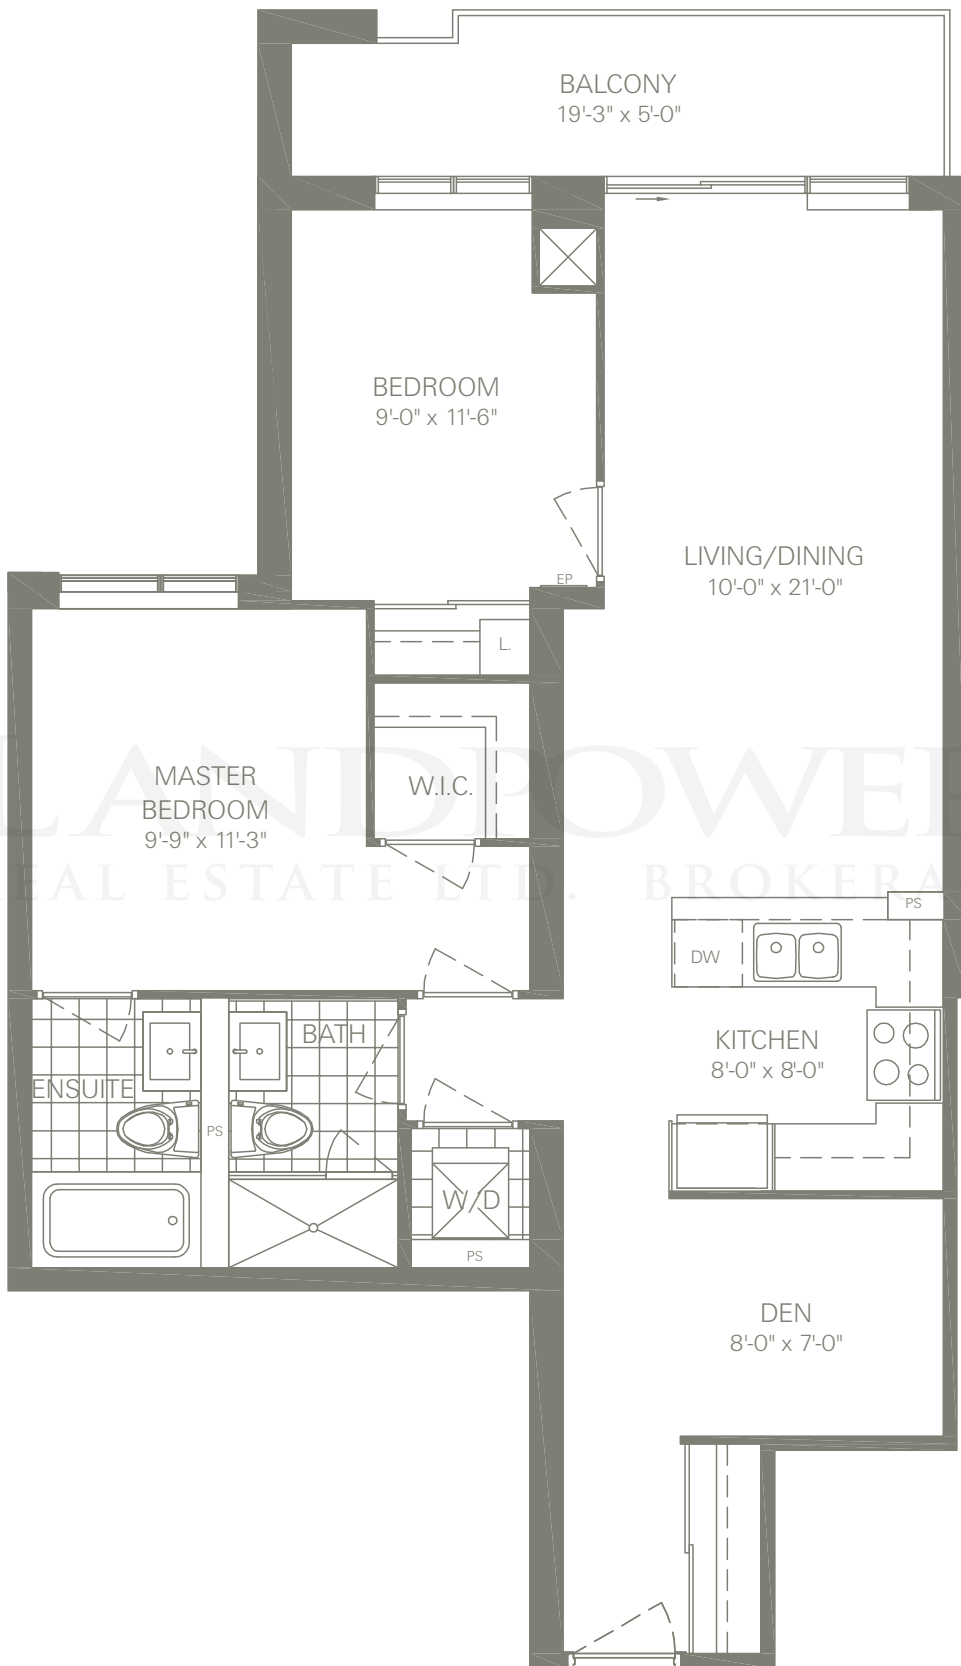 BALCONY
19'-3" x 5'-0"
BEDROOM
9'-0" x 11'-6"
LIVING/DINING
10'-0" x 21'-0"
EP
L.
W.I.C.
MASTER
BEDROOM
9'-9" x 11'-3"
LANDPOWER
REAL ESTATE LTD. BROKERA
PS
DW
KITCHEN
8'-0" x 8'-0"
BATH
ENSUITE
PS
W/D
PS
DEN
8'-0" x 7'-0"